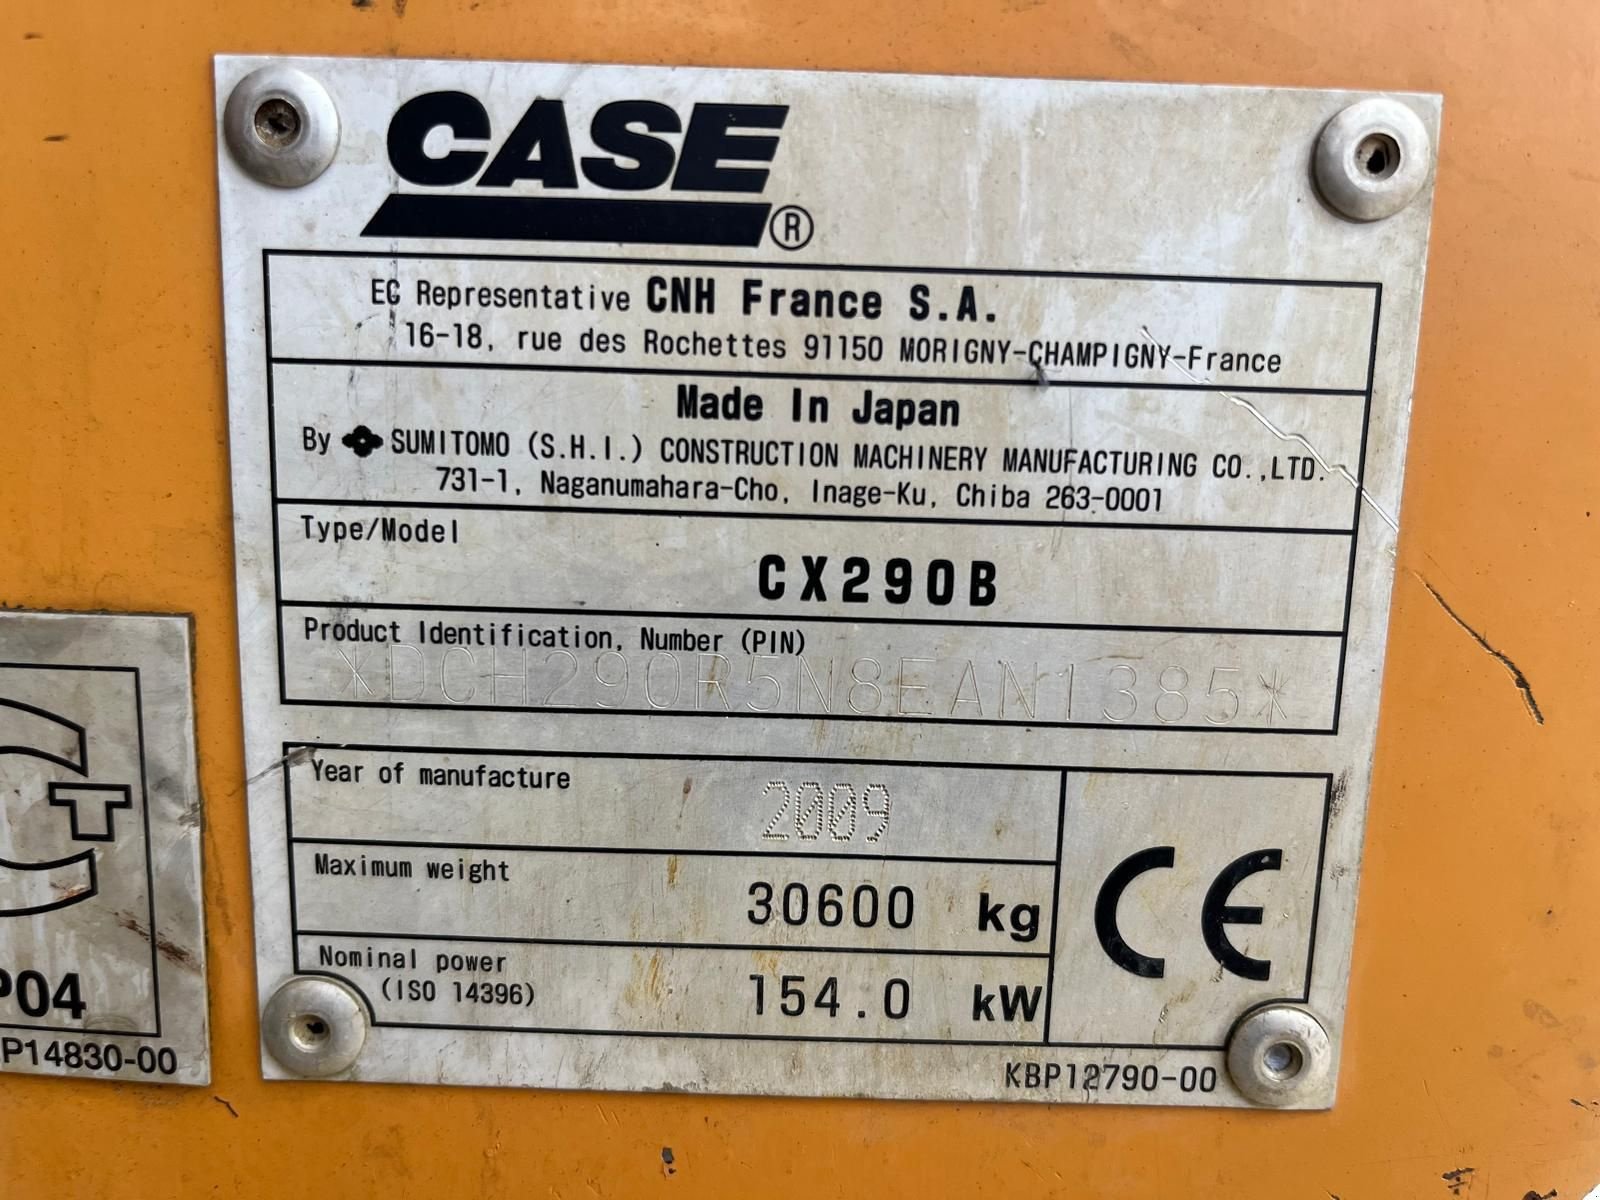 CASE®
EC Representative CNH France S.A.
16-18, rue des Rochettes 91150 MORIGNY-CHAMPIGNY-France
Made In Japan
By SUMITOMO (S.H.I.) CONSTRUCTION MACHINERY MANUFACTURING CO.,LTD.
731-1, Naganumahara-Cho, Inage-Ku, Chiba 263-0001
Type/Model
CX290B
Product Identification, Number (PIN)
*DCH290R5N8EAN1385*
Year of manufacture 2009
Maximum weight 30600 kg
Nominal power
(ISO 14396) 154.0 kW
CE
KBP12790-00
T
P04
P14830-00